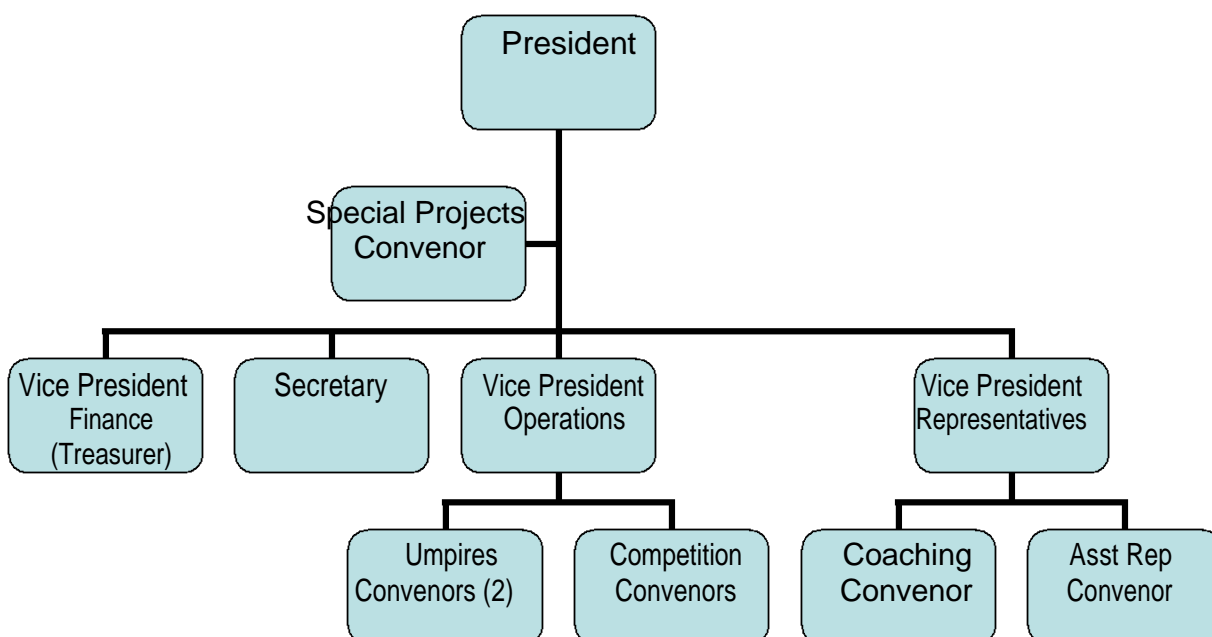 President
Special Projects
Convenor
Vice President
Finance
(Treasurer)
Secretary
Vice President
Operations
Vice President
Representatives
Umpires
Convenors (2)
Competition
Convenors
Coaching
Convenor
Asst Rep
Convenor